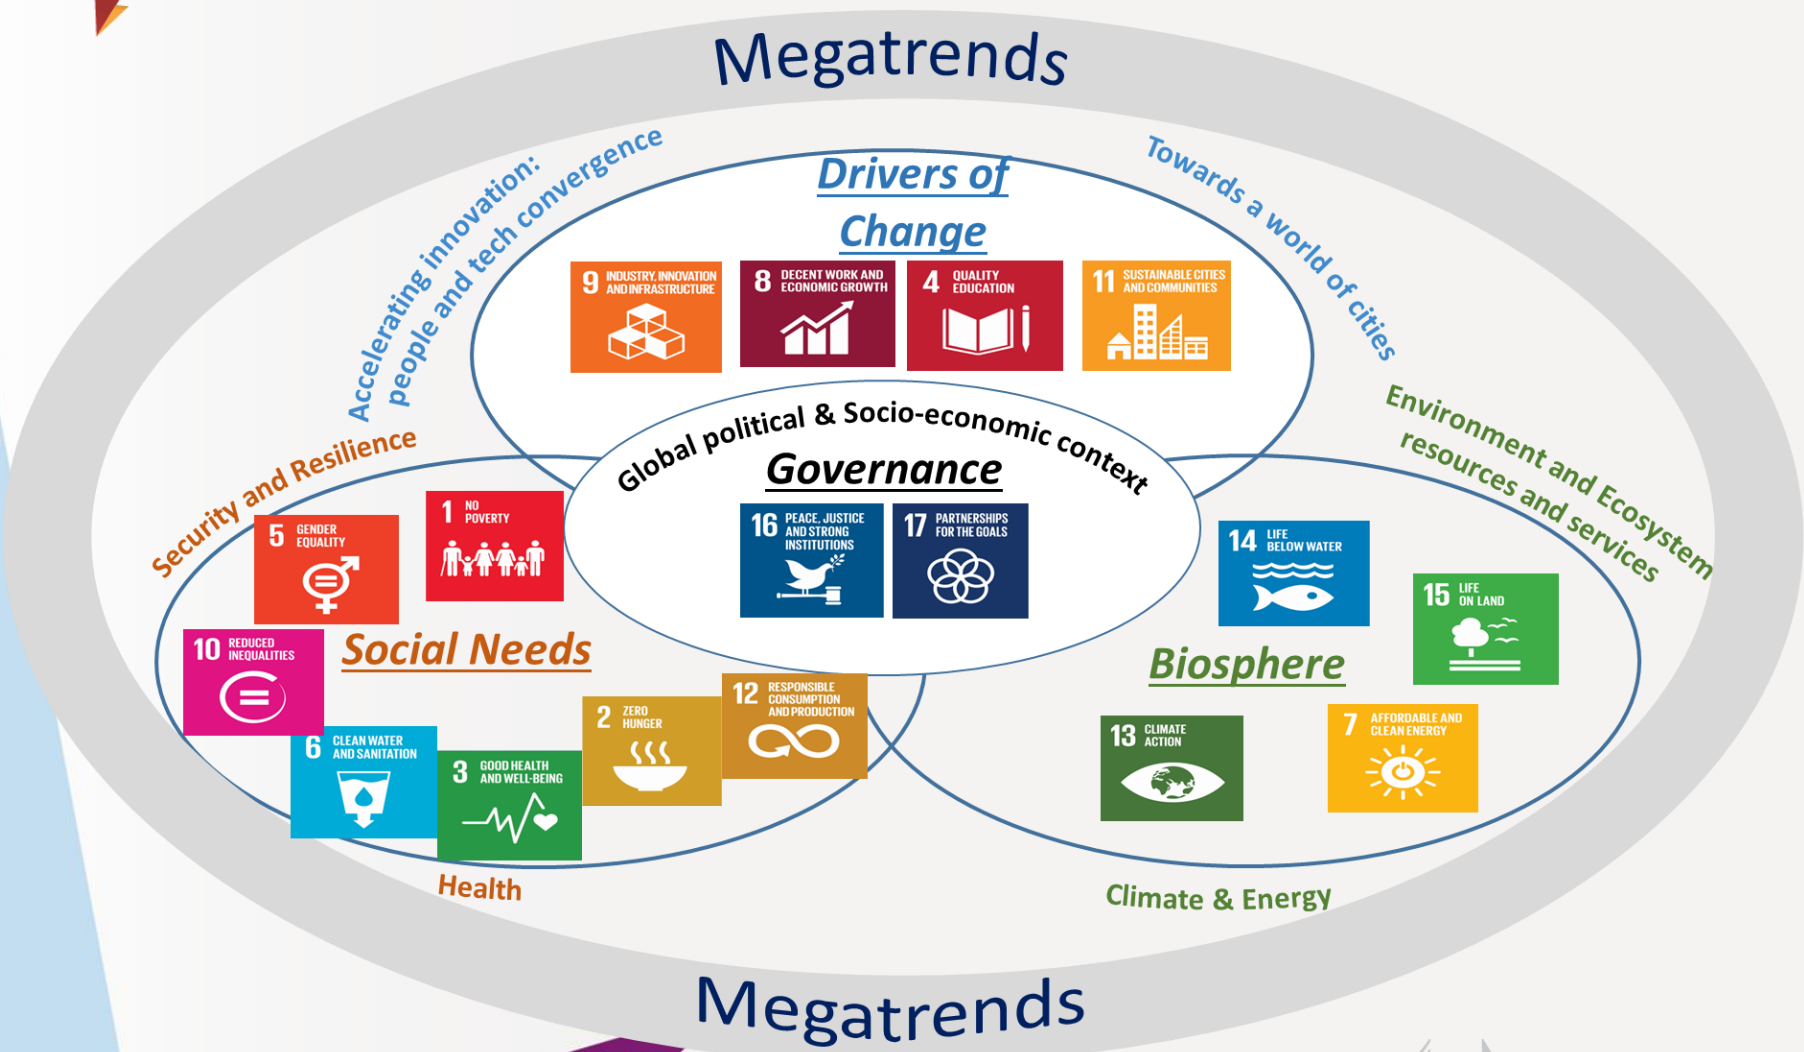 Megatrends
Accelerating innovation:
people and tech convergence
Towards a world of cities
Drivers of
Change
9 INDUSTRY, INNOVATION
AND INFRASTRUCTURE
8 DECENT WORK AND
ECONOMIC GROWTH
4 QUALITY
EDUCATION
11 SUSTAINABLE CITIES
AND COMMUNITIES
Global political & Socio-economic context
Governance
16 PEACE, JUSTICE
AND STRONG
INSTITUTIONS
17 PARTNERSHIPS
FOR THE GOALS
Security and Resilience
1 NO
POVERTY
5 GENDER
EQUALITY
Social Needs
10 REDUCED
INEQUALITIES
6 CLEAN WATER
AND SANITATION
3 GOOD HEALTH
AND WELL-BEING
2 ZERO
HUNGER
12 RESPONSIBLE
CONSUMPTION
AND PRODUCTION
Health
Environment and Ecosystem
resources and services
14 LIFE
BELOW WATER
15 LIFE
ON LAND
Biosphere
13 CLIMATE
ACTION
7 AFFORDABLE AND
CLEAN ENERGY
Climate & Energy
Megatrends